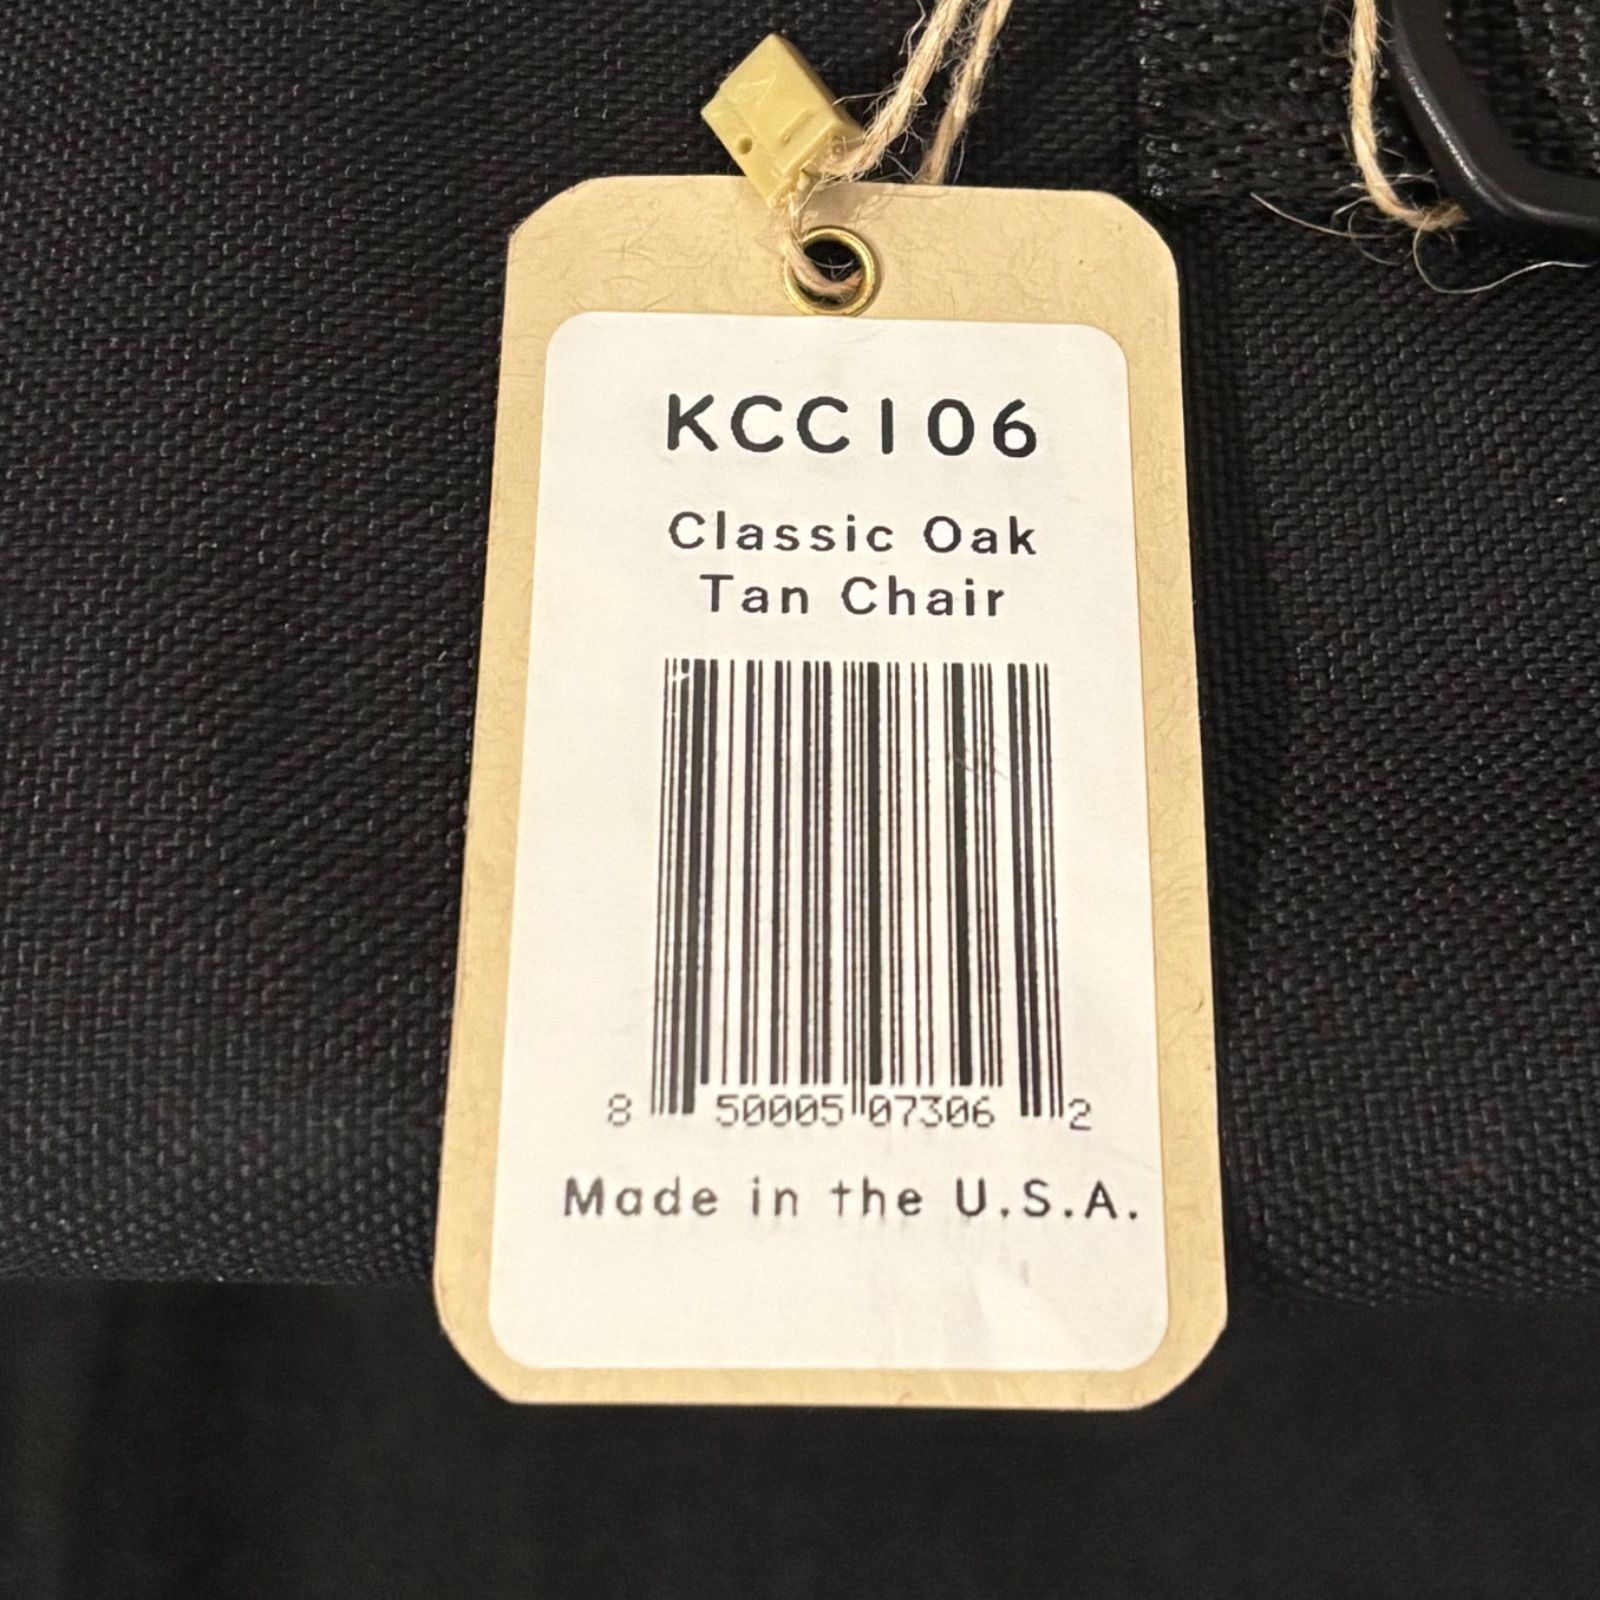 KCC106
Classic Oak
Tan Chair
8 50005 07306 2
Made in the U.S.A.